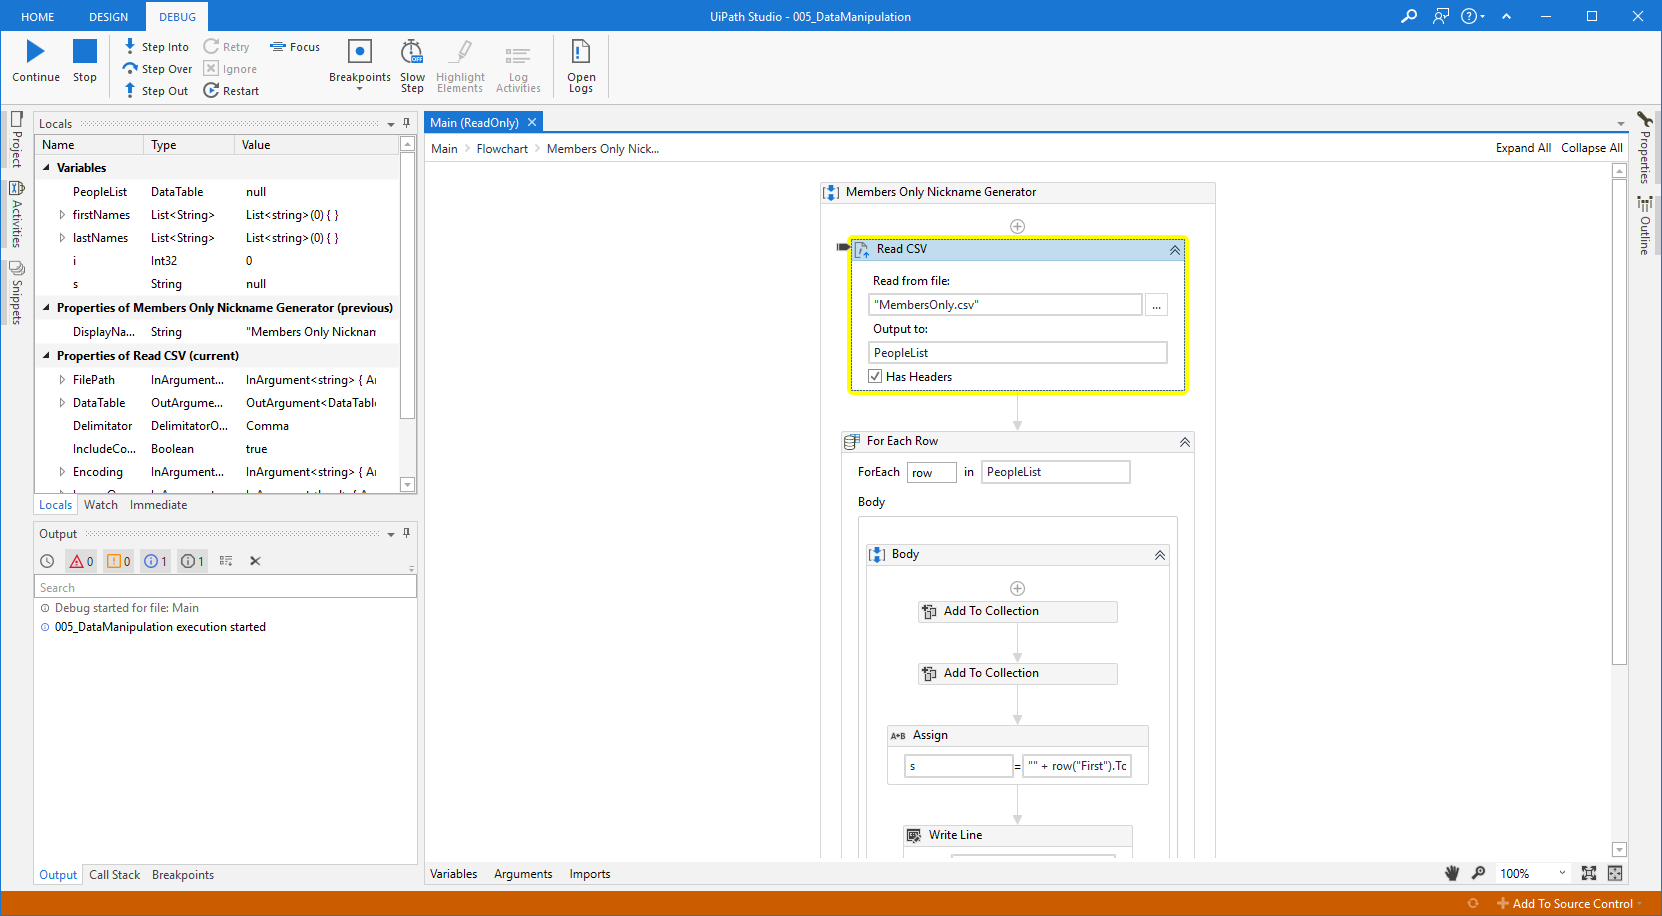 HOME DESIGN DEBUG UiPath Studio - 005_DataManipulation
Continue Stop
Step Into Retry Focus
Step Over Ignore
Step Out Restart
Breakpoints Slow Step Highlight Elements Log Activities Open Logs
Project
Activities
Snippets
Locals
Name Type Value
Variables
PeopleList DataTable null
firstNames List<String> List<string>(0) { }
lastNames List<String> List<string>(0) { }
i Int32 0
s String null
Properties of Members Only Nickname Generator (previous)
DisplayNa... String "Members Only Nicknam
Properties of Read CSV (current)
FilePath InArgument... InArgument<string> { Ar
DataTable OutArgume... OutArgument<DataTabl
Delimitator DelimitatorO... Comma
IncludeCo... Boolean true
Encoding InArgument... InArgument<string> { Ar
Locals Watch Immediate
Output
0 0 1 1
Search
Debug started for file: Main
005_DataManipulation execution started
Output Call Stack Breakpoints
Main (ReadOnly)
Main Flowchart Members Only Nick...
Expand All Collapse All
Members Only Nickname Generator
Read CSV
Read from file:
"MembersOnly.csv" ...
Output to:
PeopleList
Has Headers
For Each Row
ForEach row in PeopleList
Body
Body
Add To Collection
Add To Collection
A+B Assign
s = "" + row("First").Tc
Write Line
Variables Arguments Imports
100%
Properties
Outline
Add To Source Control